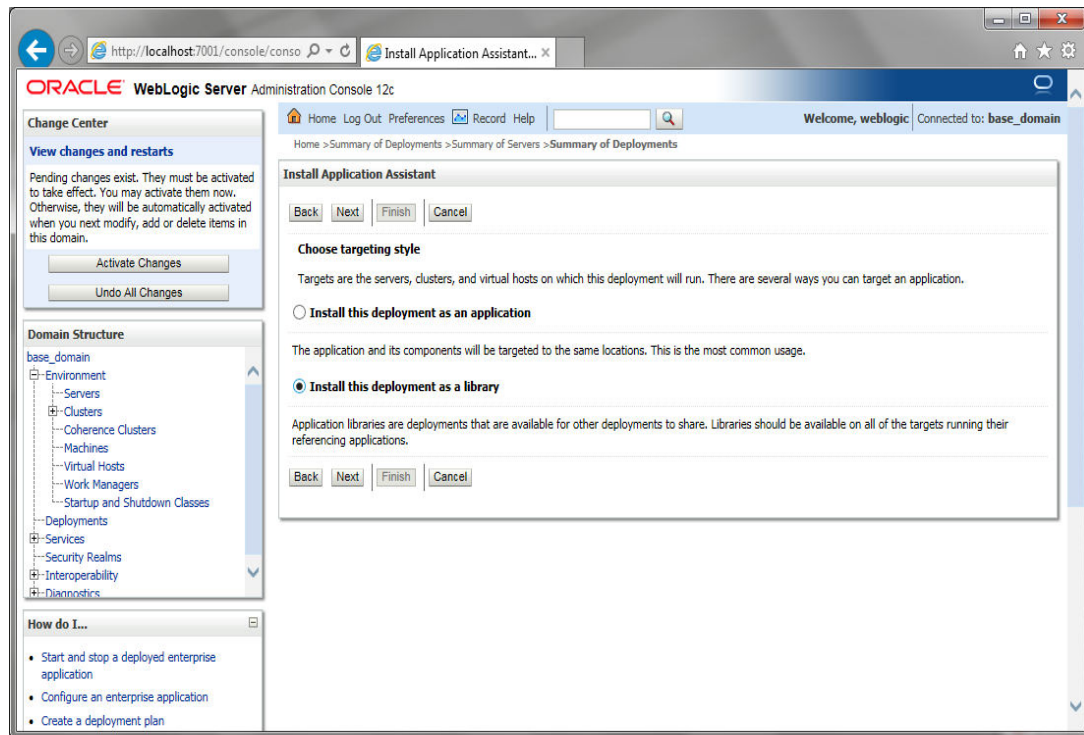 http://localhost:7001/console/conso
Install Application Assistant...
ORACLE WebLogic Server Administration Console 12c
Change Center
View changes and restarts
Pending changes exist. They must be activated
to take effect. You may activate them now.
Otherwise, they will be automatically activated
when you next modify, add or delete items in
this domain.
Activate Changes
Undo All Changes
Domain Structure
base_domain
Environment
Servers
Clusters
Coherence Clusters
Machines
Virtual Hosts
Work Managers
Startup and Shutdown Classes
Deployments
Services
Security Realms
Interoperability
Diagnostics
How do I...
Start and stop a deployed enterprise
application
Configure an enterprise application
Create a deployment plan
Home Log Out Preferences Record Help
Welcome, weblogic Connected to: base_domain
Home >Summary of Deployments >Summary of Servers >Summary of Deployments
Install Application Assistant
Back Next Finish Cancel
Choose targeting style
Targets are the servers, clusters, and virtual hosts on which this deployment will run. There are several ways you can target an application.
Install this deployment as an application
The application and its components will be targeted to the same locations. This is the most common usage.
Install this deployment as a library
Application libraries are deployments that are available for other deployments to share. Libraries should be available on all of the targets running their
referencing applications.
Back Next Finish Cancel